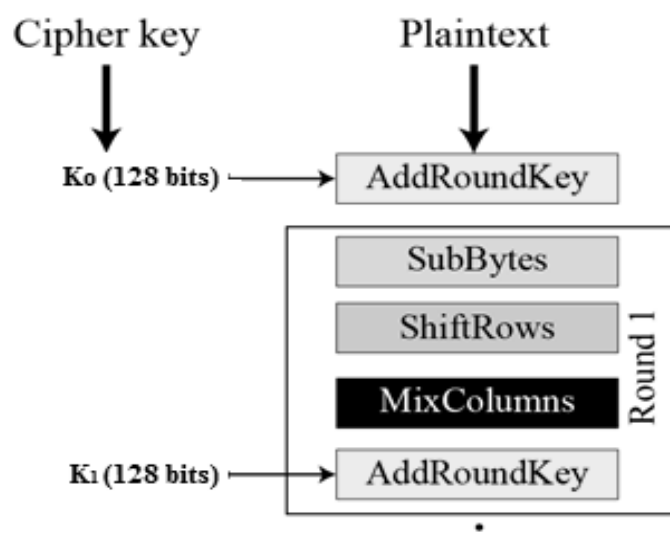 Cipher key
Plaintext
K0 (128 bits)
AddRoundKey
SubBytes
ShiftRows
Round 1
MixColumns
K1 (128 bits)
AddRoundKey